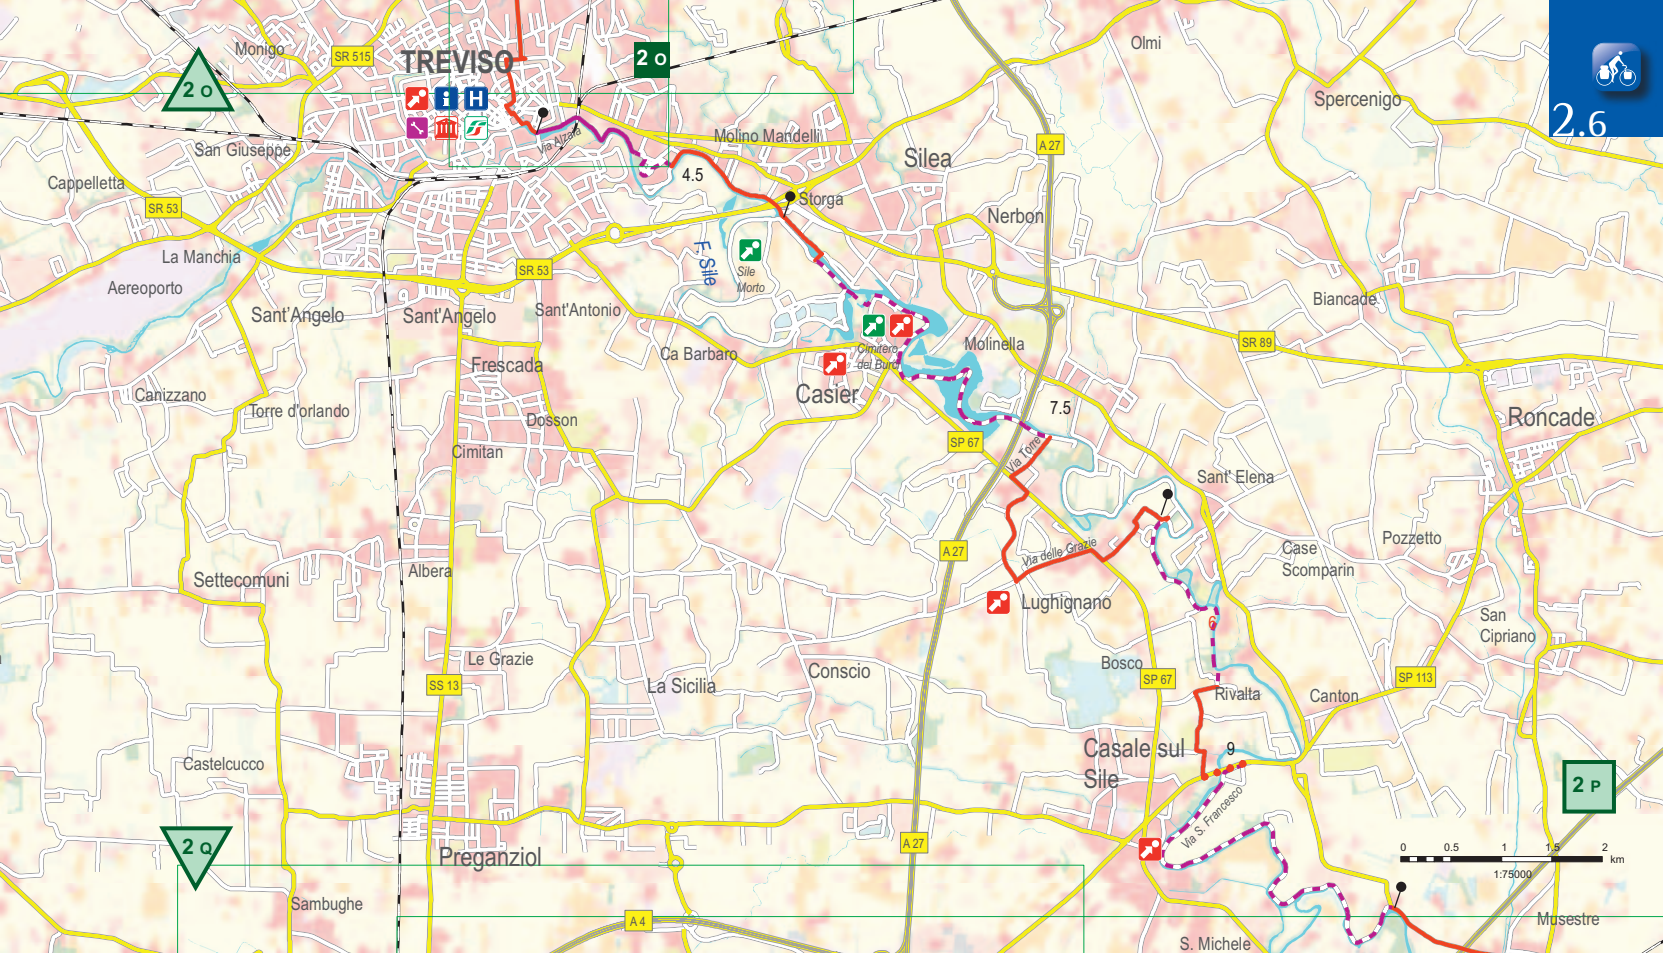 Monigo
SR 515
TREVISO
2 O
Olmi
2.6
2 O
H
i
Spercenigo
Via Alzaia
Molino Mandelli
A 27
San Giuseppe
Silea
Cappelletta
4.5
SR 53
Storga
Nerbon
La Manchia
F. Sile
Sile
Morto
SR 53
Aereoporto
Biancade
Sant'Angelo
Sant'Angelo
Sant'Antonio
Molinella
SR 89
Ca Barbaro
Cimitero
dei Burci
Frescada
Canizzano
Casier
Torre d'orlando
7.5
Roncade
Dosson
SP 67
Cimitan
Via Torre
Sant' Elena
A 27
Via delle Grazie
Case
Scomparin
Pozzetto
Albera
Settecomuni
Lughignano
6
San
Cipriano
Le Grazie
Bosco
Conscio
SP 67
SP 113
SS 13
La Sicilia
Rivalta
Canton
Casale sul
Sile
9
Castelcucco
2 P
Via S. Francesco
2 Q
A 27
Preganziol
0
0.5
1
1.5
2
km
1:75000
Sambughe
A 4
Musestre
S. Michele